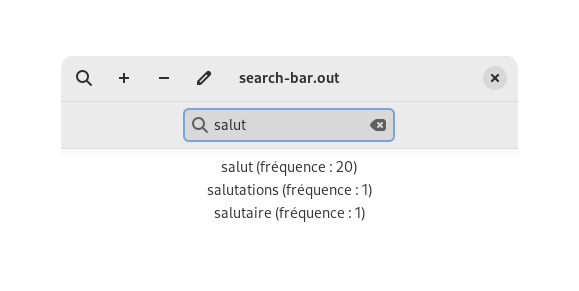 search-bar.out
salut
salut (fréquence : 20)
salutations (fréquence : 1)
salutaire (fréquence : 1)